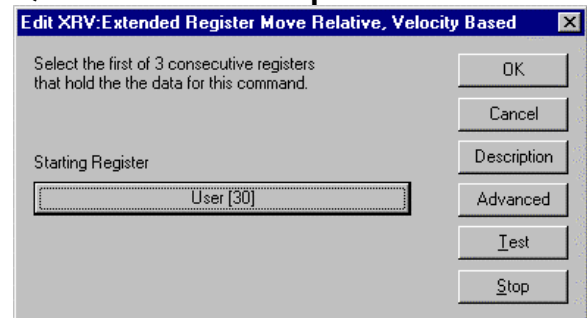 Edit XRV:Extended Register Move Relative, Velocity Based
Select the first of 3 consecutive registers
that hold the the data for this command.
Starting Register
User [30]
OK
Cancel
Description
Advanced
Test
Stop